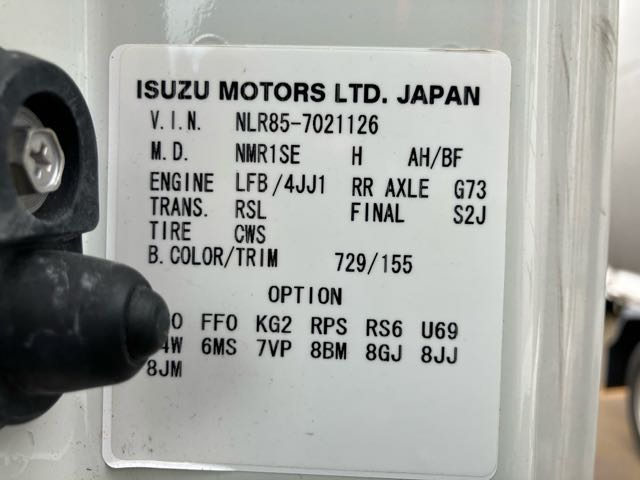 ISUZU MOTORS LTD. JAPAN
V.I.N. NLR85-7021126
M.D. NMR1SE H AH/BF
ENGINE LFB/4JJ1 RR AXLE G73
TRANS. RSL FINAL S2J
TIRE CWS
B.COLOR/TRIM 729/155
OPTION
FFO KG2 RPS RS6 U69
6MS 7VP 8BM 8GJ 8JJ
8JM